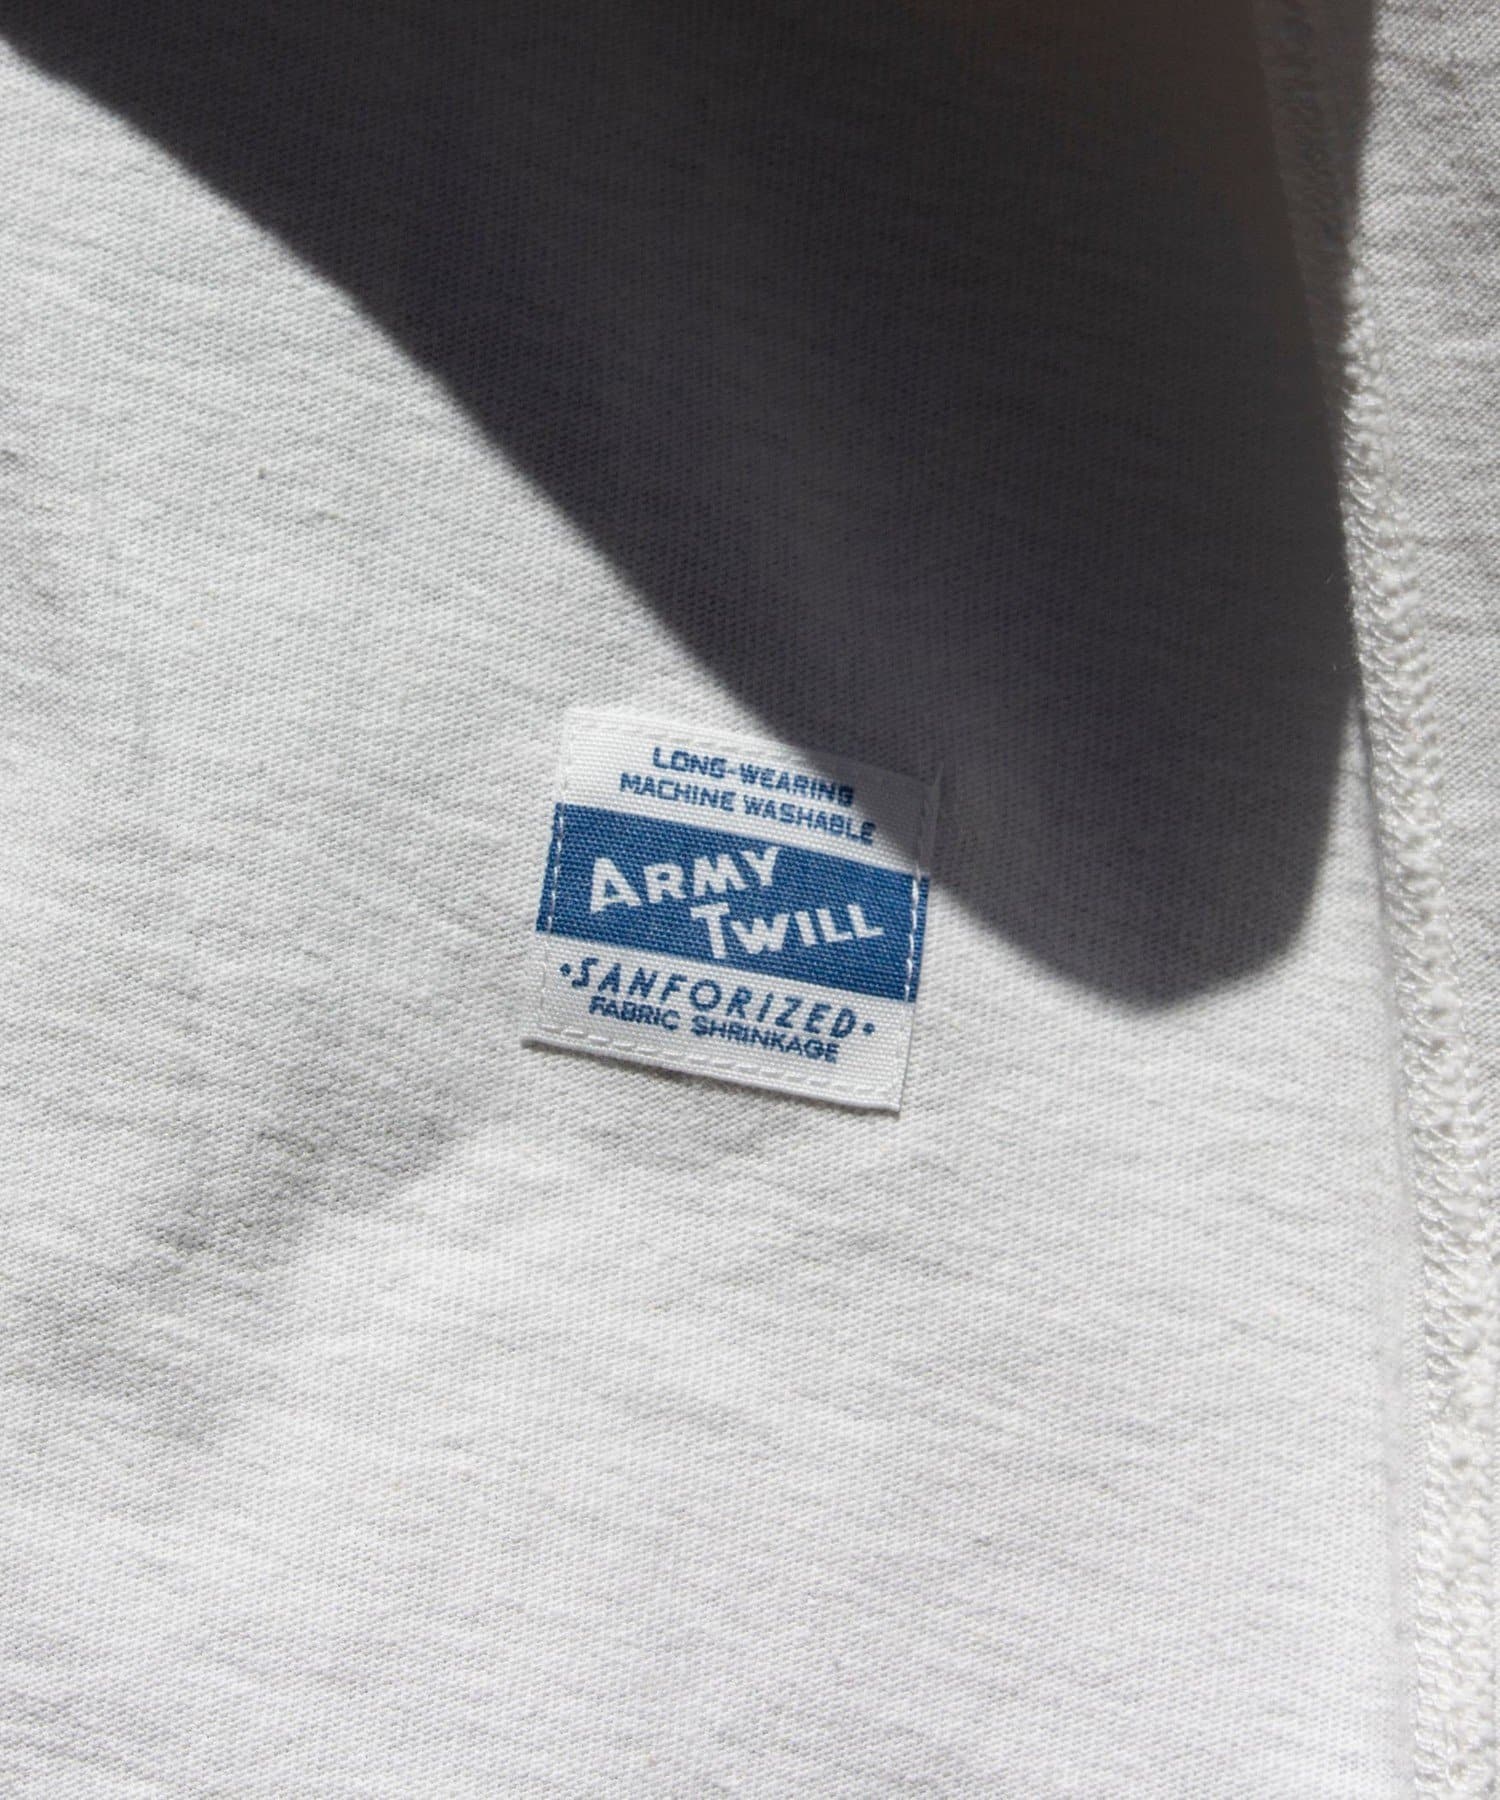 LONG-WEARING
MACHINE WASHABLE
ARMY
TWILL
•SANFORIZED•
FABRIC SHRINKAGE